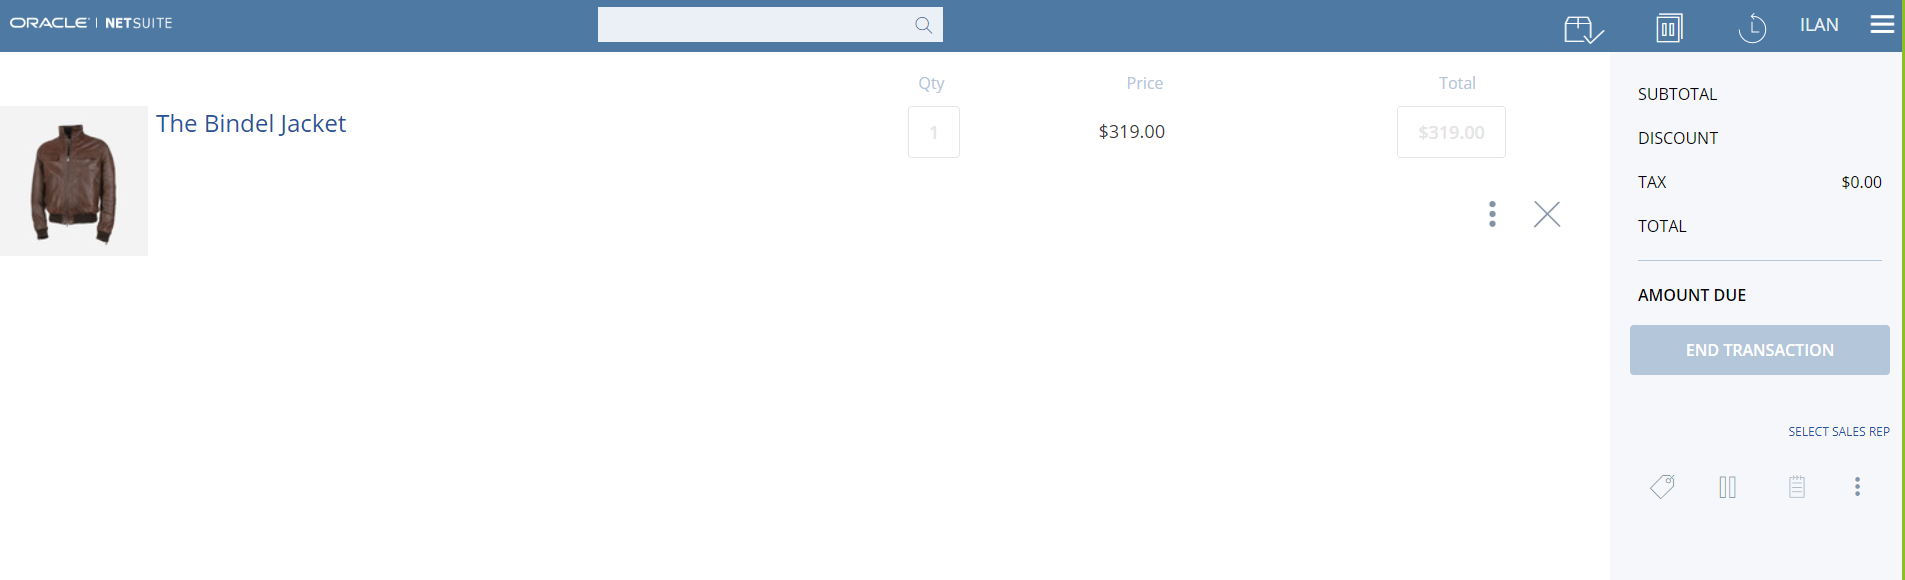 ORACLE | NETSUITE
ILAN
Qty Price Total
The Bindel Jacket 1 $319.00 $319.00
SUBTOTAL
DISCOUNT
TAX $0.00
TOTAL
AMOUNT DUE
END TRANSACTION
SELECT SALES REP